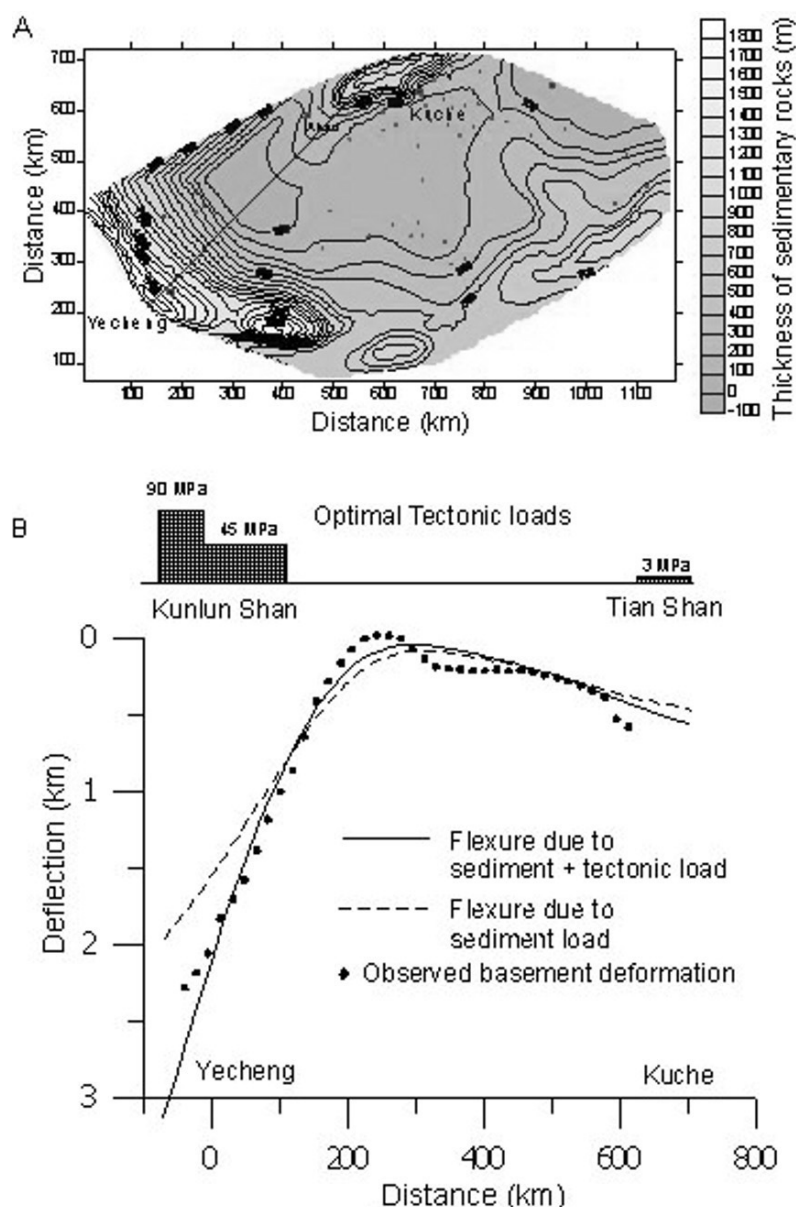 A
700
600
500
400
300
200
100
Distance (km)
Kuche
Yecheng
100 200 300 400 500 600 700 800 900 1000 1100
Distance (km)
1800
1700
1600
1500
1400
1300
1200
1100
1000
900
800
700
600
500
400
300
200
100
0
-100
Thickness of sedimentary rocks (m)
B
90 MPa
45 MPa
Optimal Tectonic loads
3 MPa
Kunlun Shan
Tian Shan
0
1
2
3
Deflection (km)
Flexure due to
sediment + tectonic load
Flexure due to
sediment load
Observed basement deformation
Yecheng
Kuche
0 200 400 600 800
Distance (km)